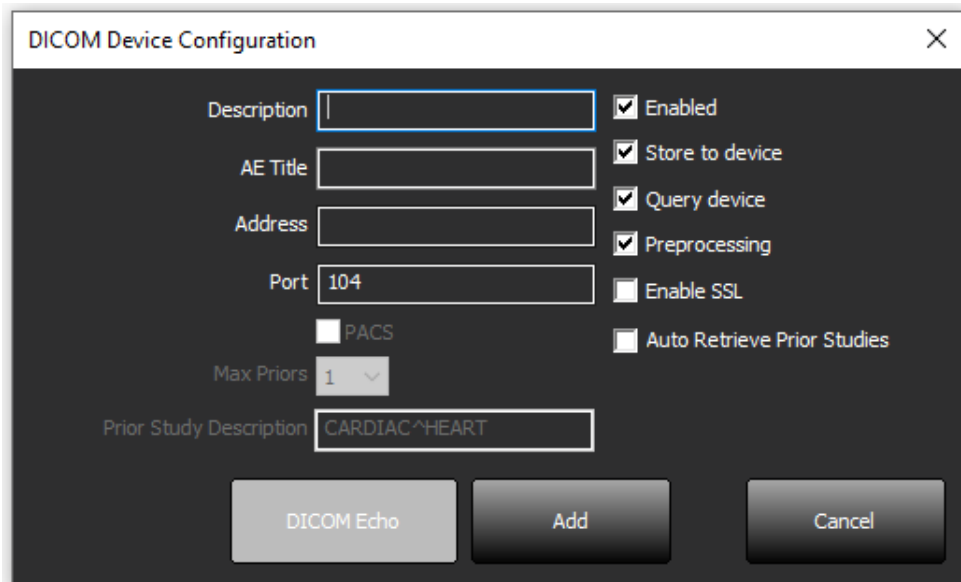 DICOM Device Configuration
Description
Enabled
AE Title
Store to device
Address
Query device
Preprocessing
Port 104
Enable SSL
PACS
Auto Retrieve Prior Studies
Max Priors 1
Prior Study Description CARDIAC^HEART
DICOM Echo Add Cancel